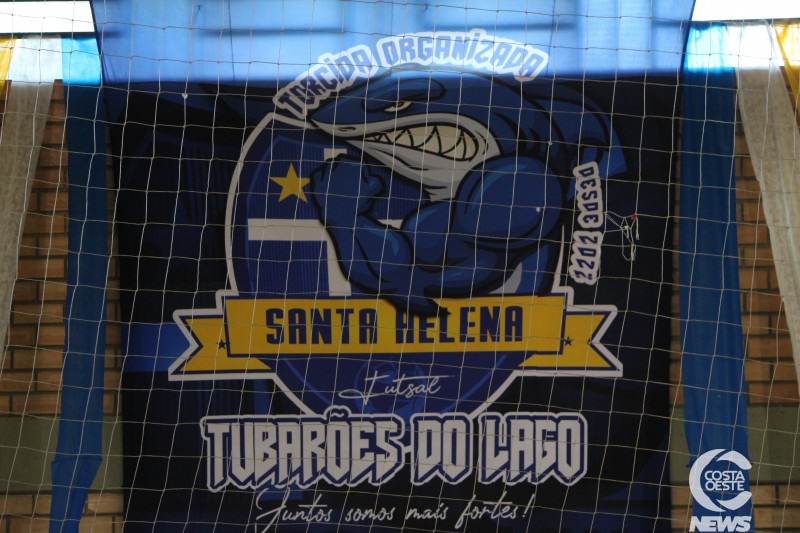 TORCIDA ORGANIZADA
DESDE 2022
SANTA HELENA
Futsal
TUBARÕES DO LAGO
Juntos somos mais fortes!
COSTA
OESTE
NEWS